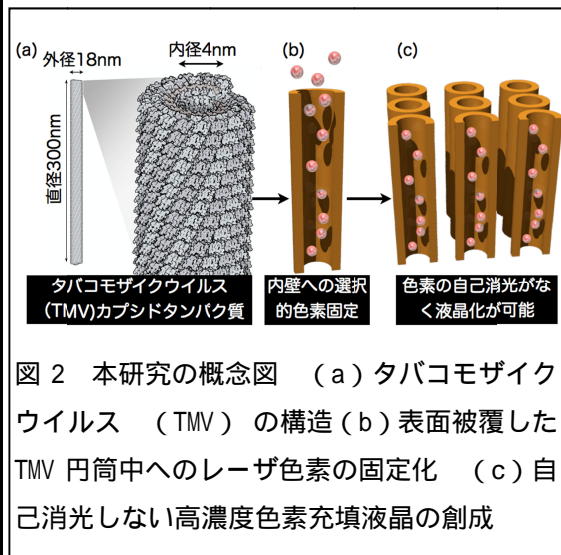 (a)
外径18nm
内径4nm
直径300nm
(b)
(c)
タバコモザイクウイルス
(TMV)カプシドタンパク質
内壁への選択
的色素固定
色素の自己消光がな
く液晶化が可能
図 2 本研究の概念図 (a)タバコモザイク
ウイルス (TMV) の構造(b)表面被覆した
TMV 円筒中へのレーザ色素の固定化 (c)自
己消光しない高濃度色素充填液晶の創成